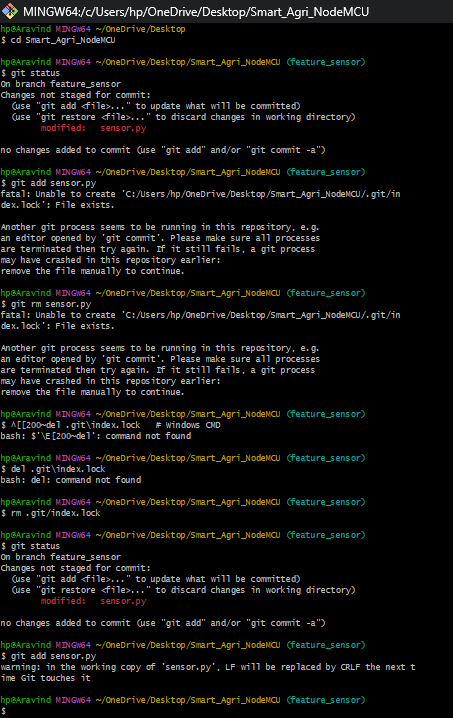 MINGW64:/c/Users/hp/OneDrive/Desktop/Smart_Agri_NodeMCU
hp@Aravind MINGW64 ~/OneDrive/Desktop
$ cd Smart_Agri_NodeMCU
hp@Aravind MINGW64 ~/OneDrive/Desktop/Smart_Agri_NodeMCU (feature_sensor)
$ git status
On branch feature_sensor
Changes not staged for commit:
  (use "git add <file>..." to update what will be committed)
  (use "git restore <file>..." to discard changes in working directory)
        modified:   sensor.py
no changes added to commit (use "git add" and/or "git commit -a")
hp@Aravind MINGW64 ~/OneDrive/Desktop/Smart_Agri_NodeMCU (feature_sensor)
$ git add sensor.py
fatal: Unable to create 'C:/Users/hp/OneDrive/Desktop/Smart_Agri_NodeMCU/.git/in
dex.lock': File exists.
Another git process seems to be running in this repository, e.g.
an editor opened by 'git commit'. Please make sure all processes
are terminated then try again. If it still fails, a git process
may have crashed in this repository earlier:
remove the file manually to continue.
hp@Aravind MINGW64 ~/OneDrive/Desktop/Smart_Agri_NodeMCU (feature_sensor)
$ git rm sensor.py
fatal: Unable to create 'C:/Users/hp/OneDrive/Desktop/Smart_Agri_NodeMCU/.git/in
dex.lock': File exists.
Another git process seems to be running in this repository, e.g.
an editor opened by 'git commit'. Please make sure all processes
are terminated then try again. If it still fails, a git process
may have crashed in this repository earlier:
remove the file manually to continue.
hp@Aravind MINGW64 ~/OneDrive/Desktop/Smart_Agri_NodeMCU (feature_sensor)
$ ^[[200~del .git\index.lock   # Windows CMD
bash: $'\E[200~del': command not found
hp@Aravind MINGW64 ~/OneDrive/Desktop/Smart_Agri_NodeMCU (feature_sensor)
$ del .git\index.lock
bash: del: command not found
hp@Aravind MINGW64 ~/OneDrive/Desktop/Smart_Agri_NodeMCU (feature_sensor)
$ rm .git/index.lock
hp@Aravind MINGW64 ~/OneDrive/Desktop/Smart_Agri_NodeMCU (feature_sensor)
$ git status
On branch feature_sensor
Changes not staged for commit:
  (use "git add <file>..." to update what will be committed)
  (use "git restore <file>..." to discard changes in working directory)
        modified:   sensor.py
no changes added to commit (use "git add" and/or "git commit -a")
hp@Aravind MINGW64 ~/OneDrive/Desktop/Smart_Agri_NodeMCU (feature_sensor)
$ git add sensor.py
warning: in the working copy of 'sensor.py', LF will be replaced by CRLF the next t
ime Git touches it
hp@Aravind MINGW64 ~/OneDrive/Desktop/Smart_Agri_NodeMCU (feature_sensor)
$